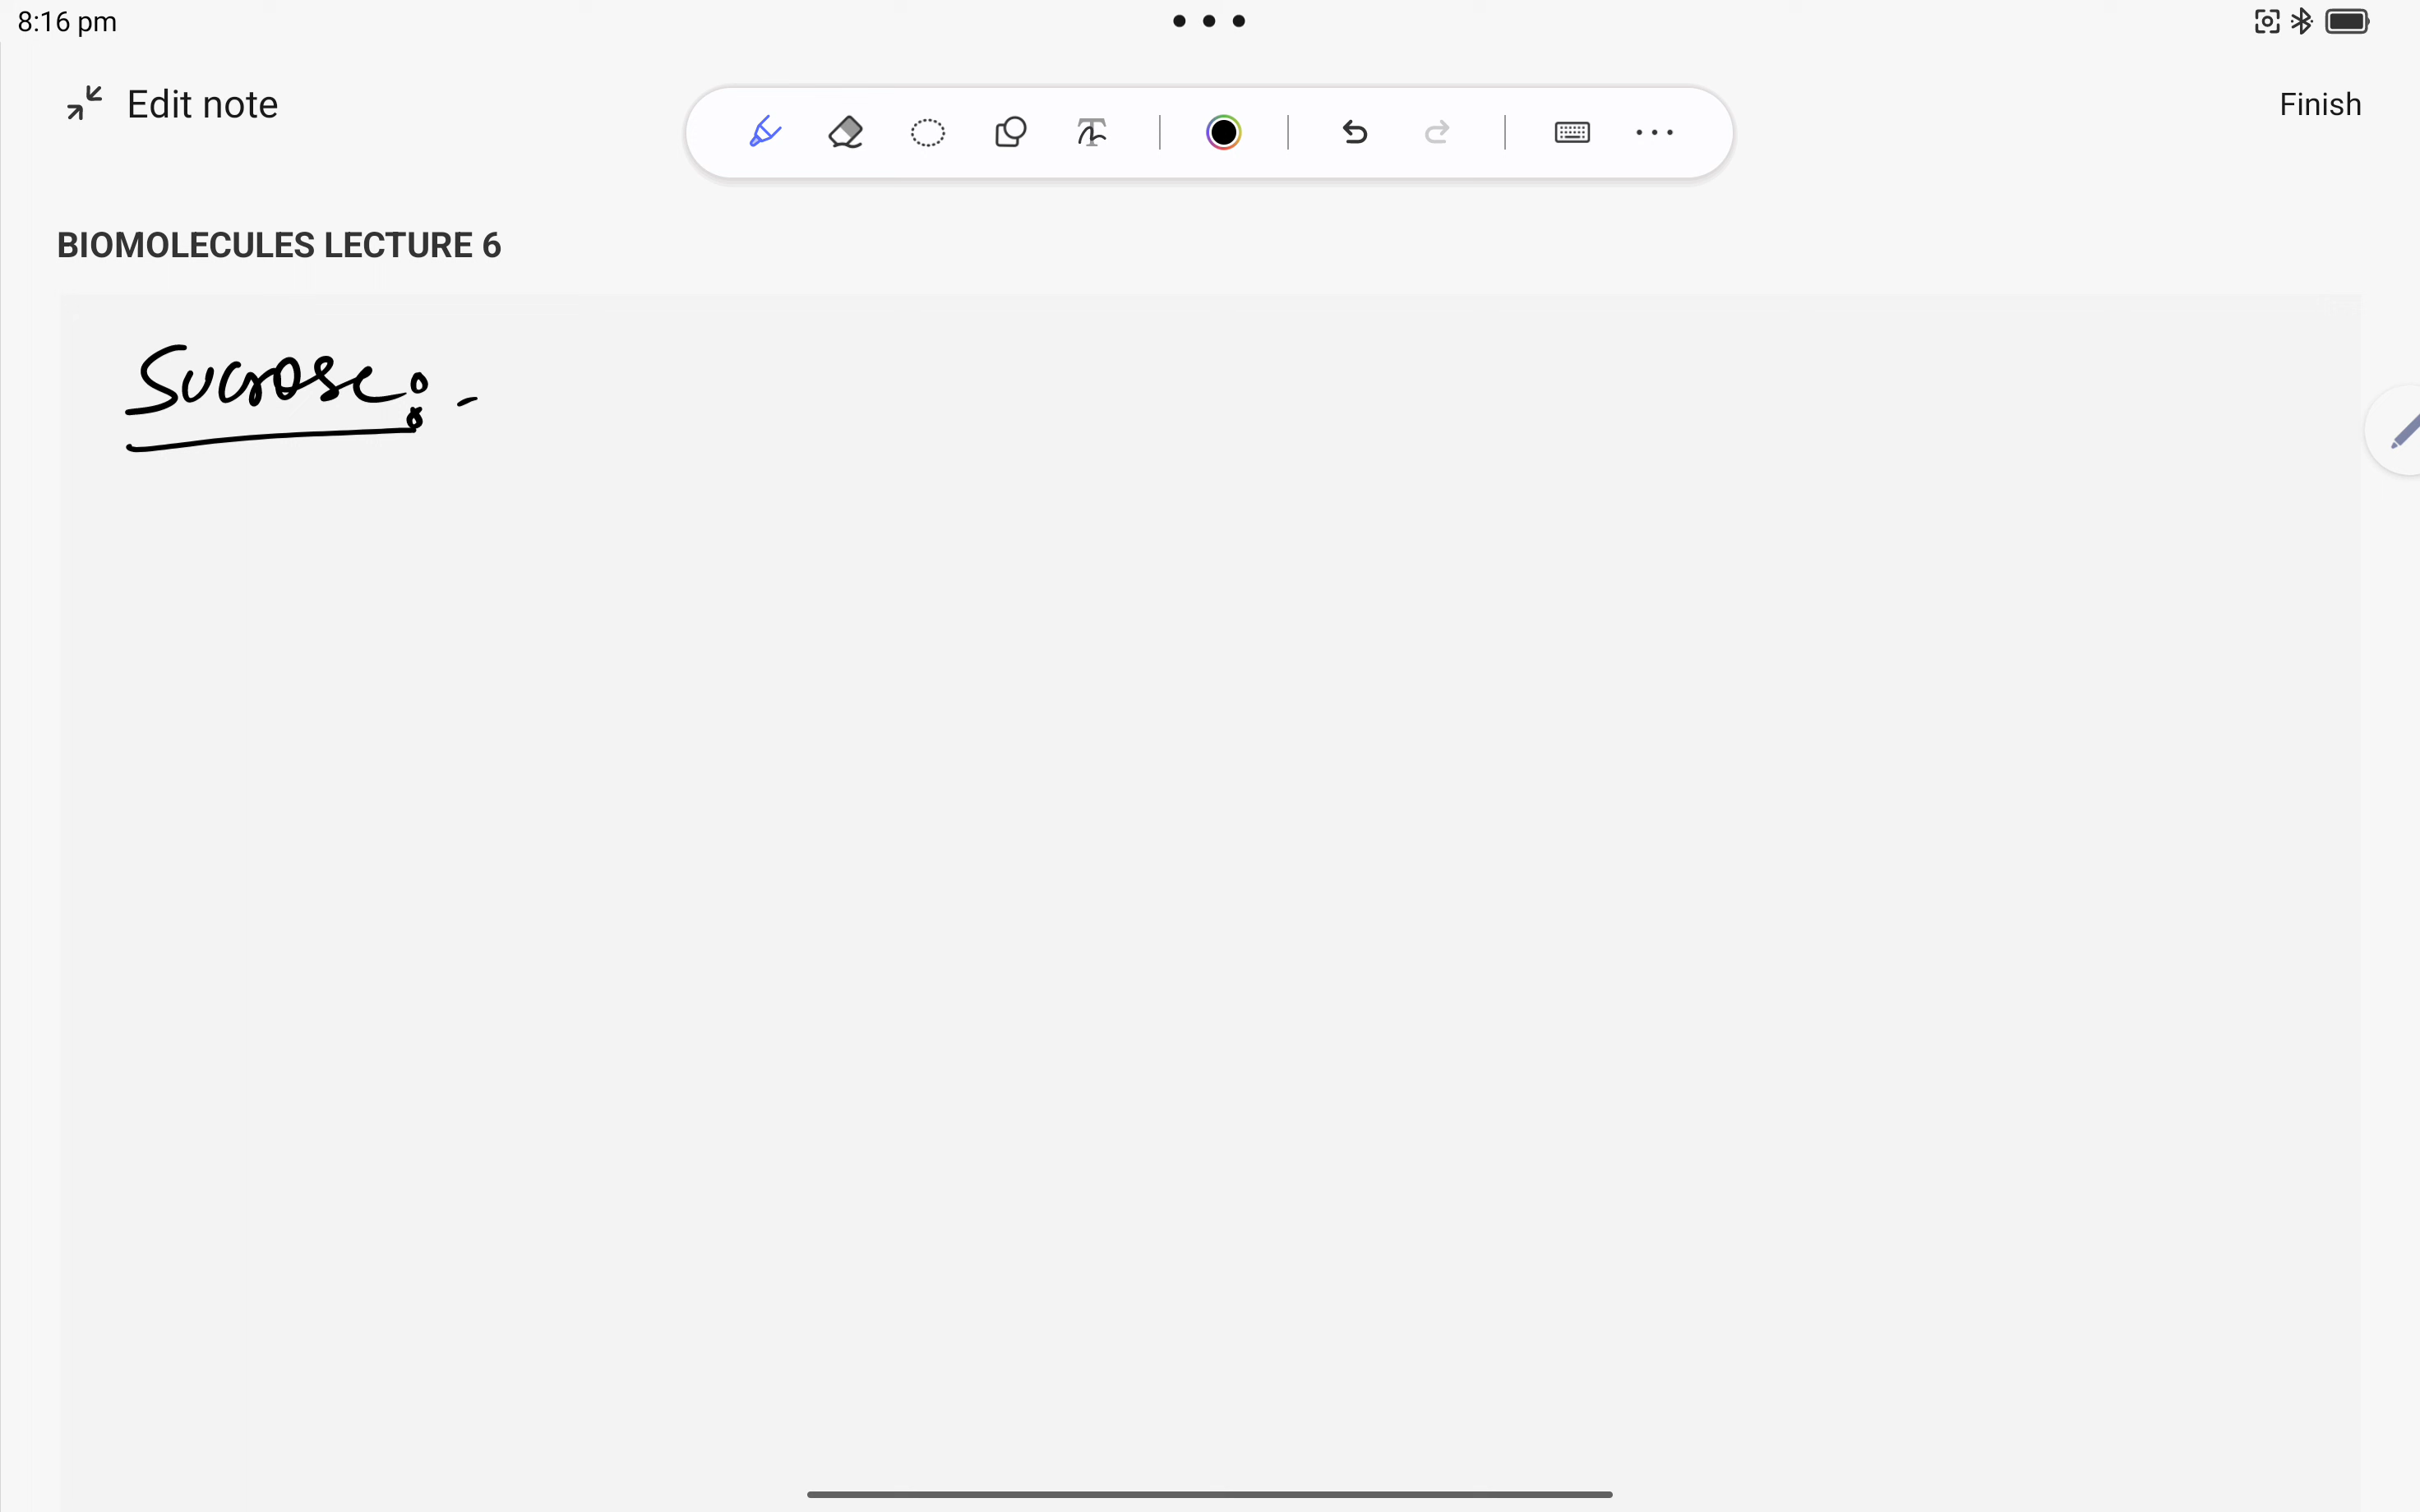 8:16 pm
Edit note
Finish
BIOMOLECULES LECTURE 6
Sucrose:-